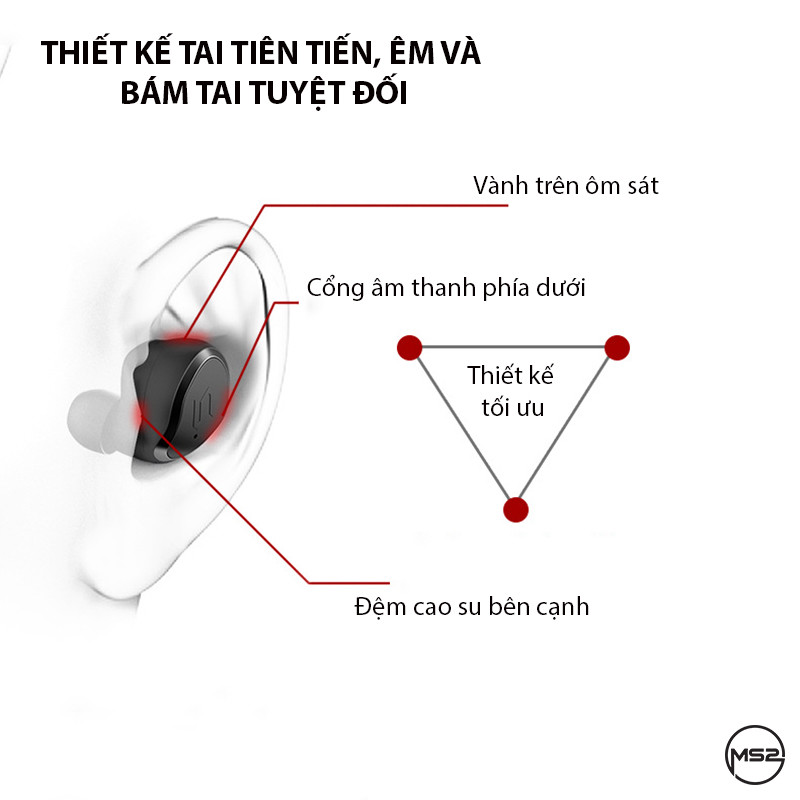 THIẾT KẾ TAI TIÊN TIẾN, ÊM VÀ
BÁM TAI TUYỆT ĐỐI
Vành trên ôm sát
Cổng âm thanh phía dưới
Thiết kế
tối ưu
Đệm cao su bên cạnh
MS2